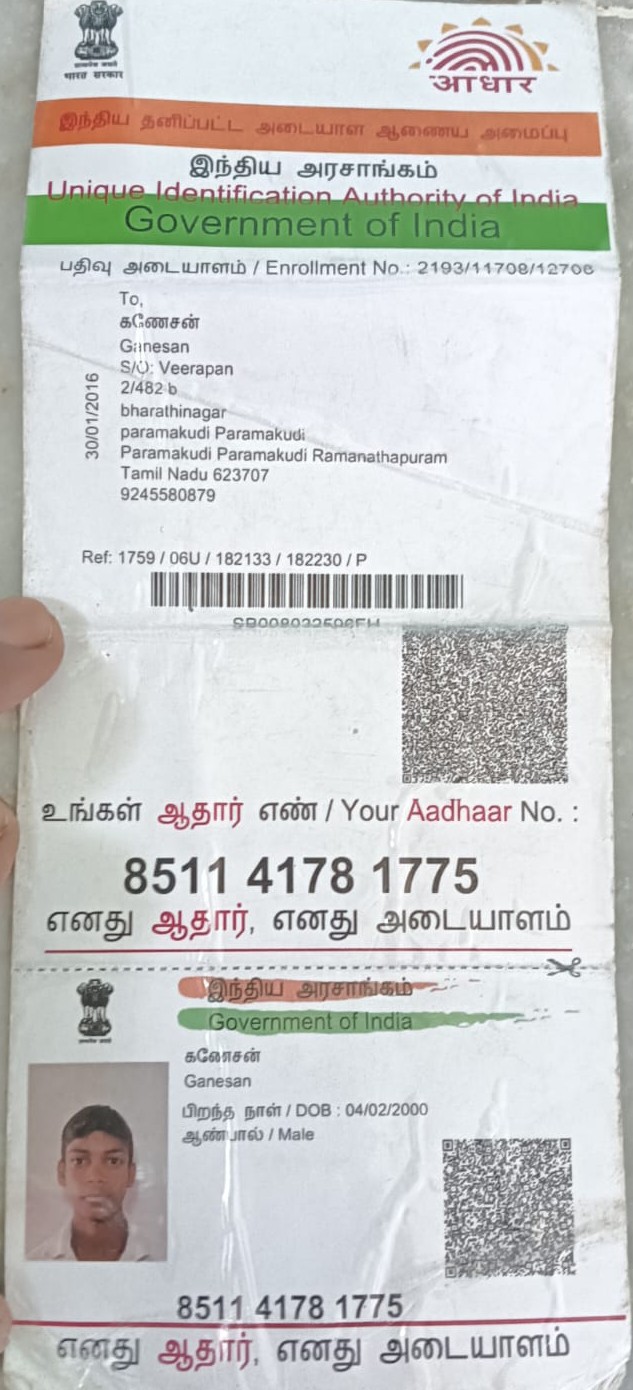 भारत सरकार
आधार
இந்திய தனிப்பட்ட அடையாள ஆணைய அமைப்பு
இந்திய அரசாங்கம்
Unique Identification Authority of India
Government of India
பதிவு அடையாளம் / Enrollment No.: 2193/11708/12706
To,
கணேசன்
Ganesan
S/O: Veerapan
2/482 b
bharathinagar
paramakudi Paramakudi
Paramakudi Paramakudi Ramanathapuram
Tamil Nadu 623707
9245580879
30/01/2016
Ref: 1759 / 06U / 182133 / 182230 / P
உங்கள் ஆதார் எண் / Your Aadhaar No. :
8511 4178 1775
எனது ஆதார், எனது அடையாளம்
இந்திய அரசாங்கம்
Government of India
கணேசன்
Ganesan
பிறந்த நாள் / DOB : 04/02/2000
ஆண்பால் / Male
8511 4178 1775
எனது ஆதார், எனது அடையாளம்